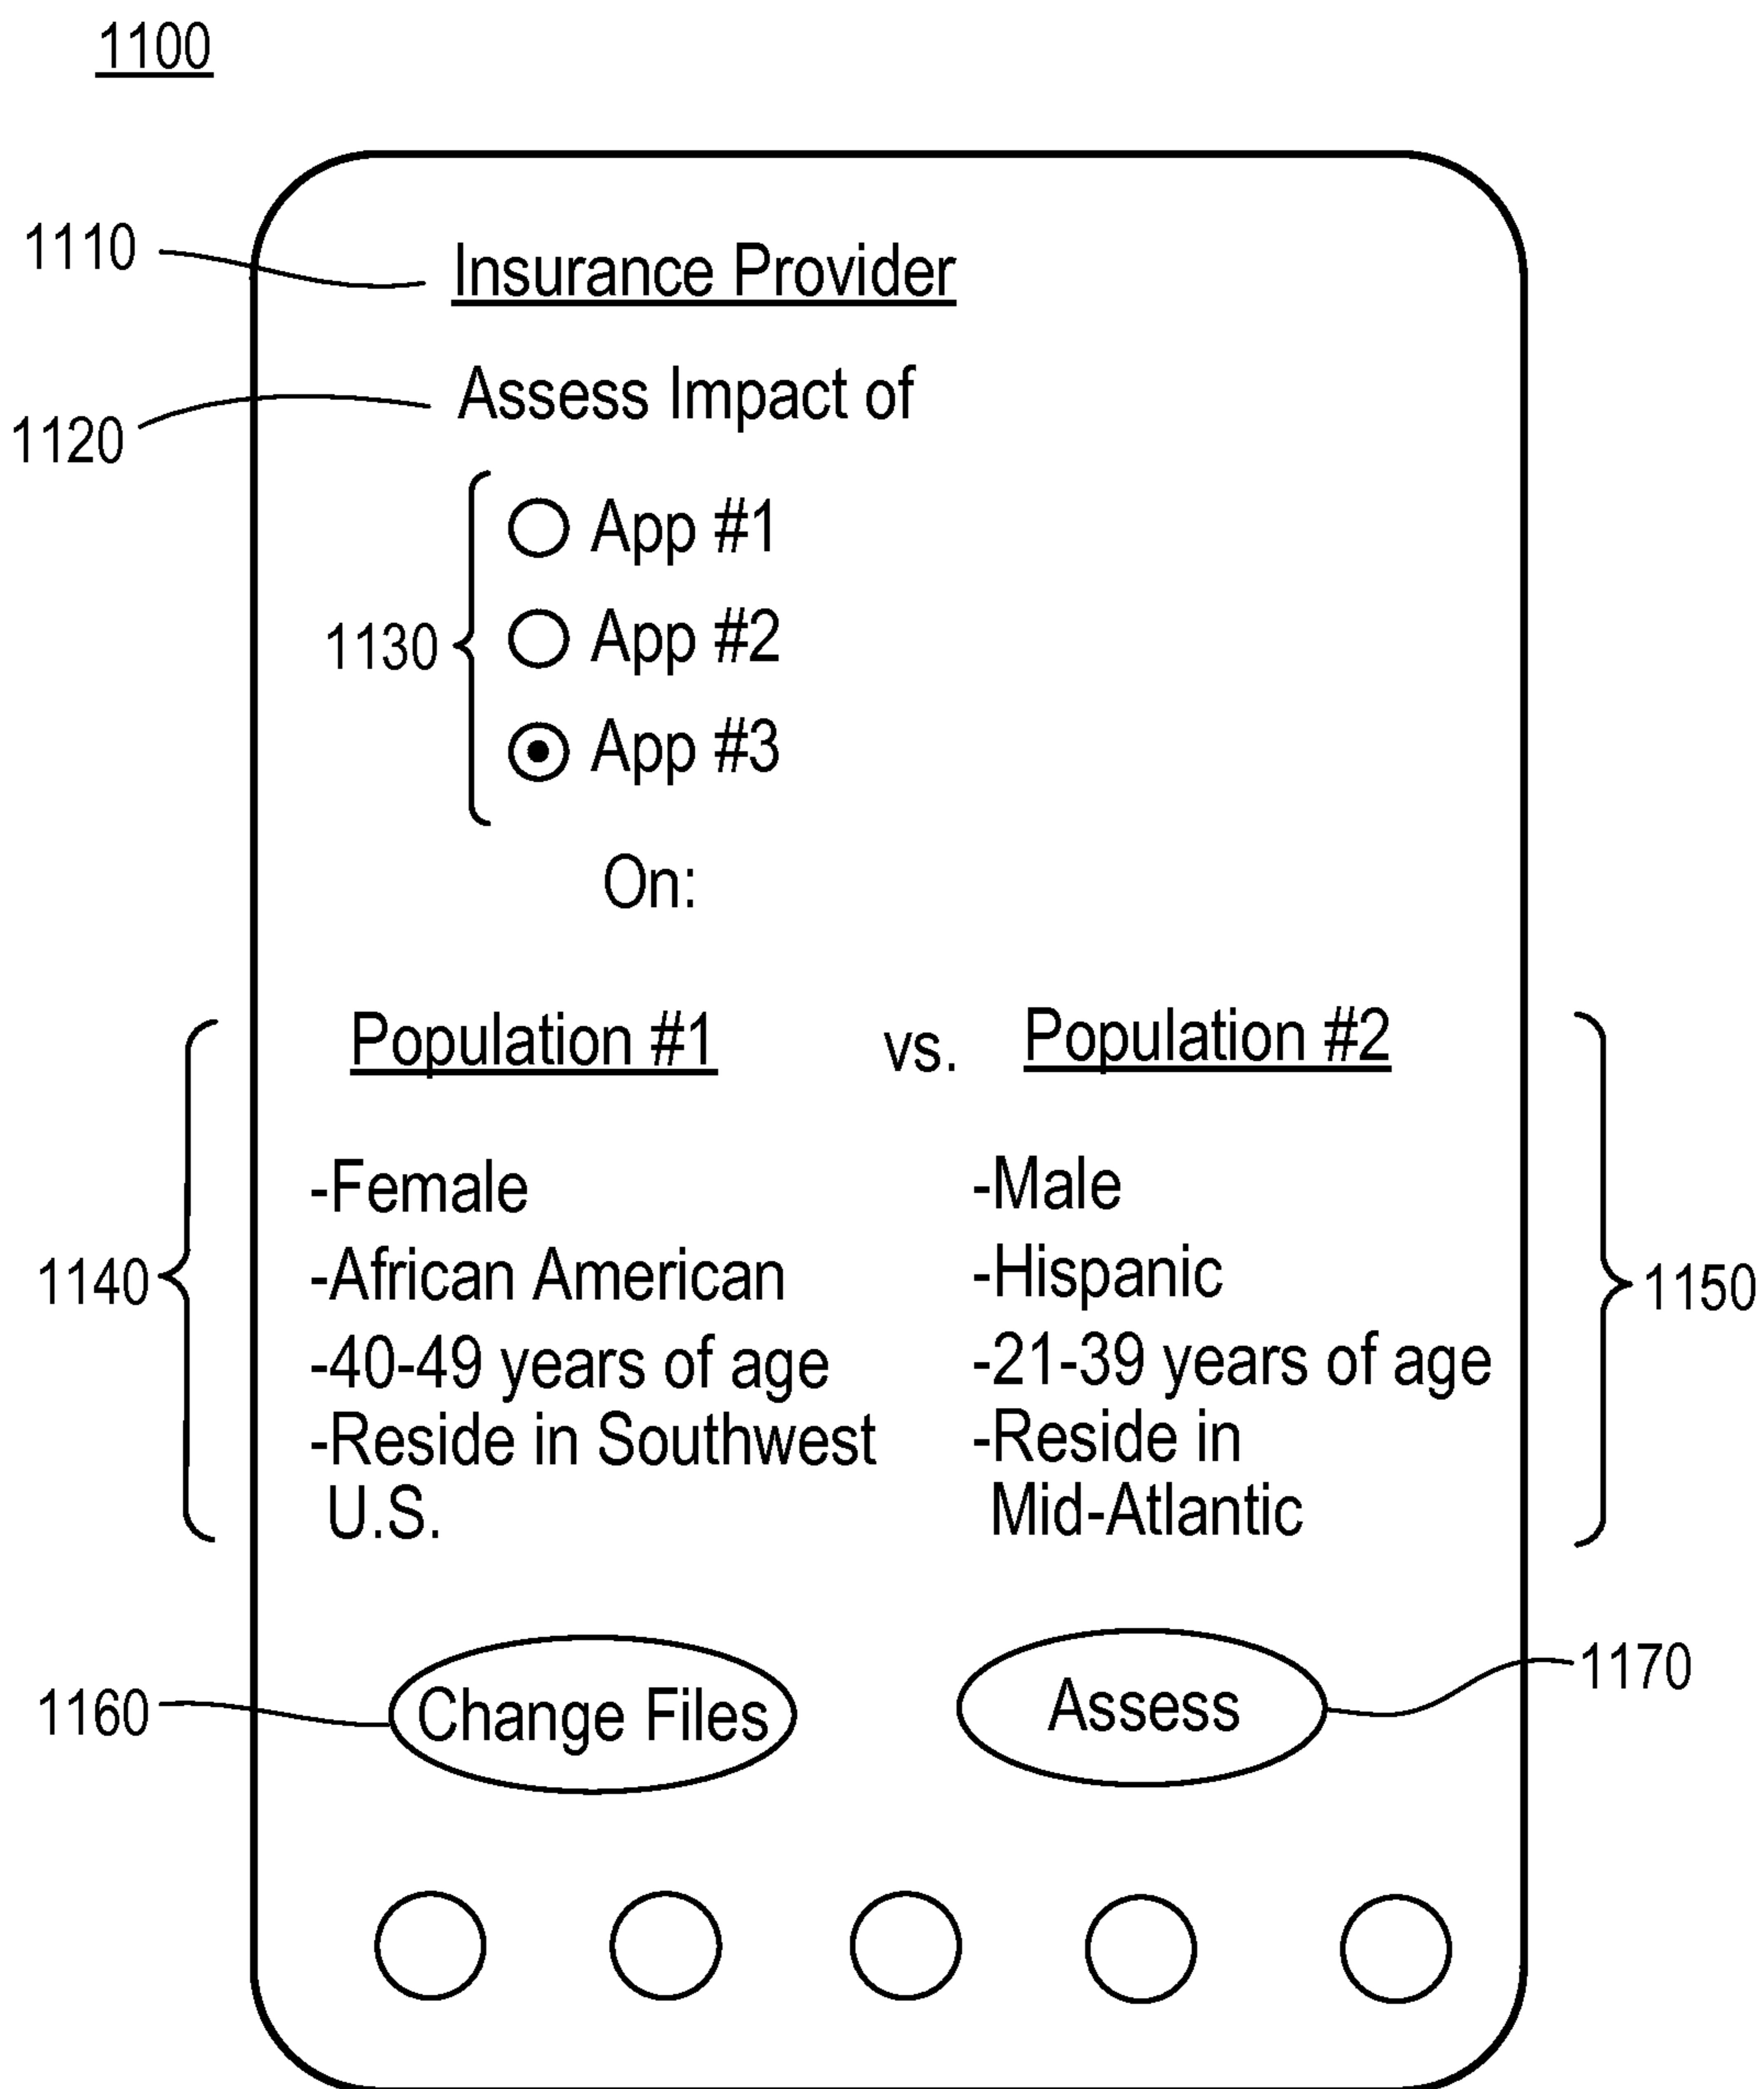 1100
1110
Insurance Provider
1120
Assess Impact of
1130
App #1
App #2
App #3
On:
1140
Population #1 vs. Population #2
-Female
-African American
-40-49 years of age
-Reside in Southwest
U.S.
-Male
-Hispanic
-21-39 years of age
-Reside in
Mid-Atlantic
1150
1160
Change Files
Assess
1170